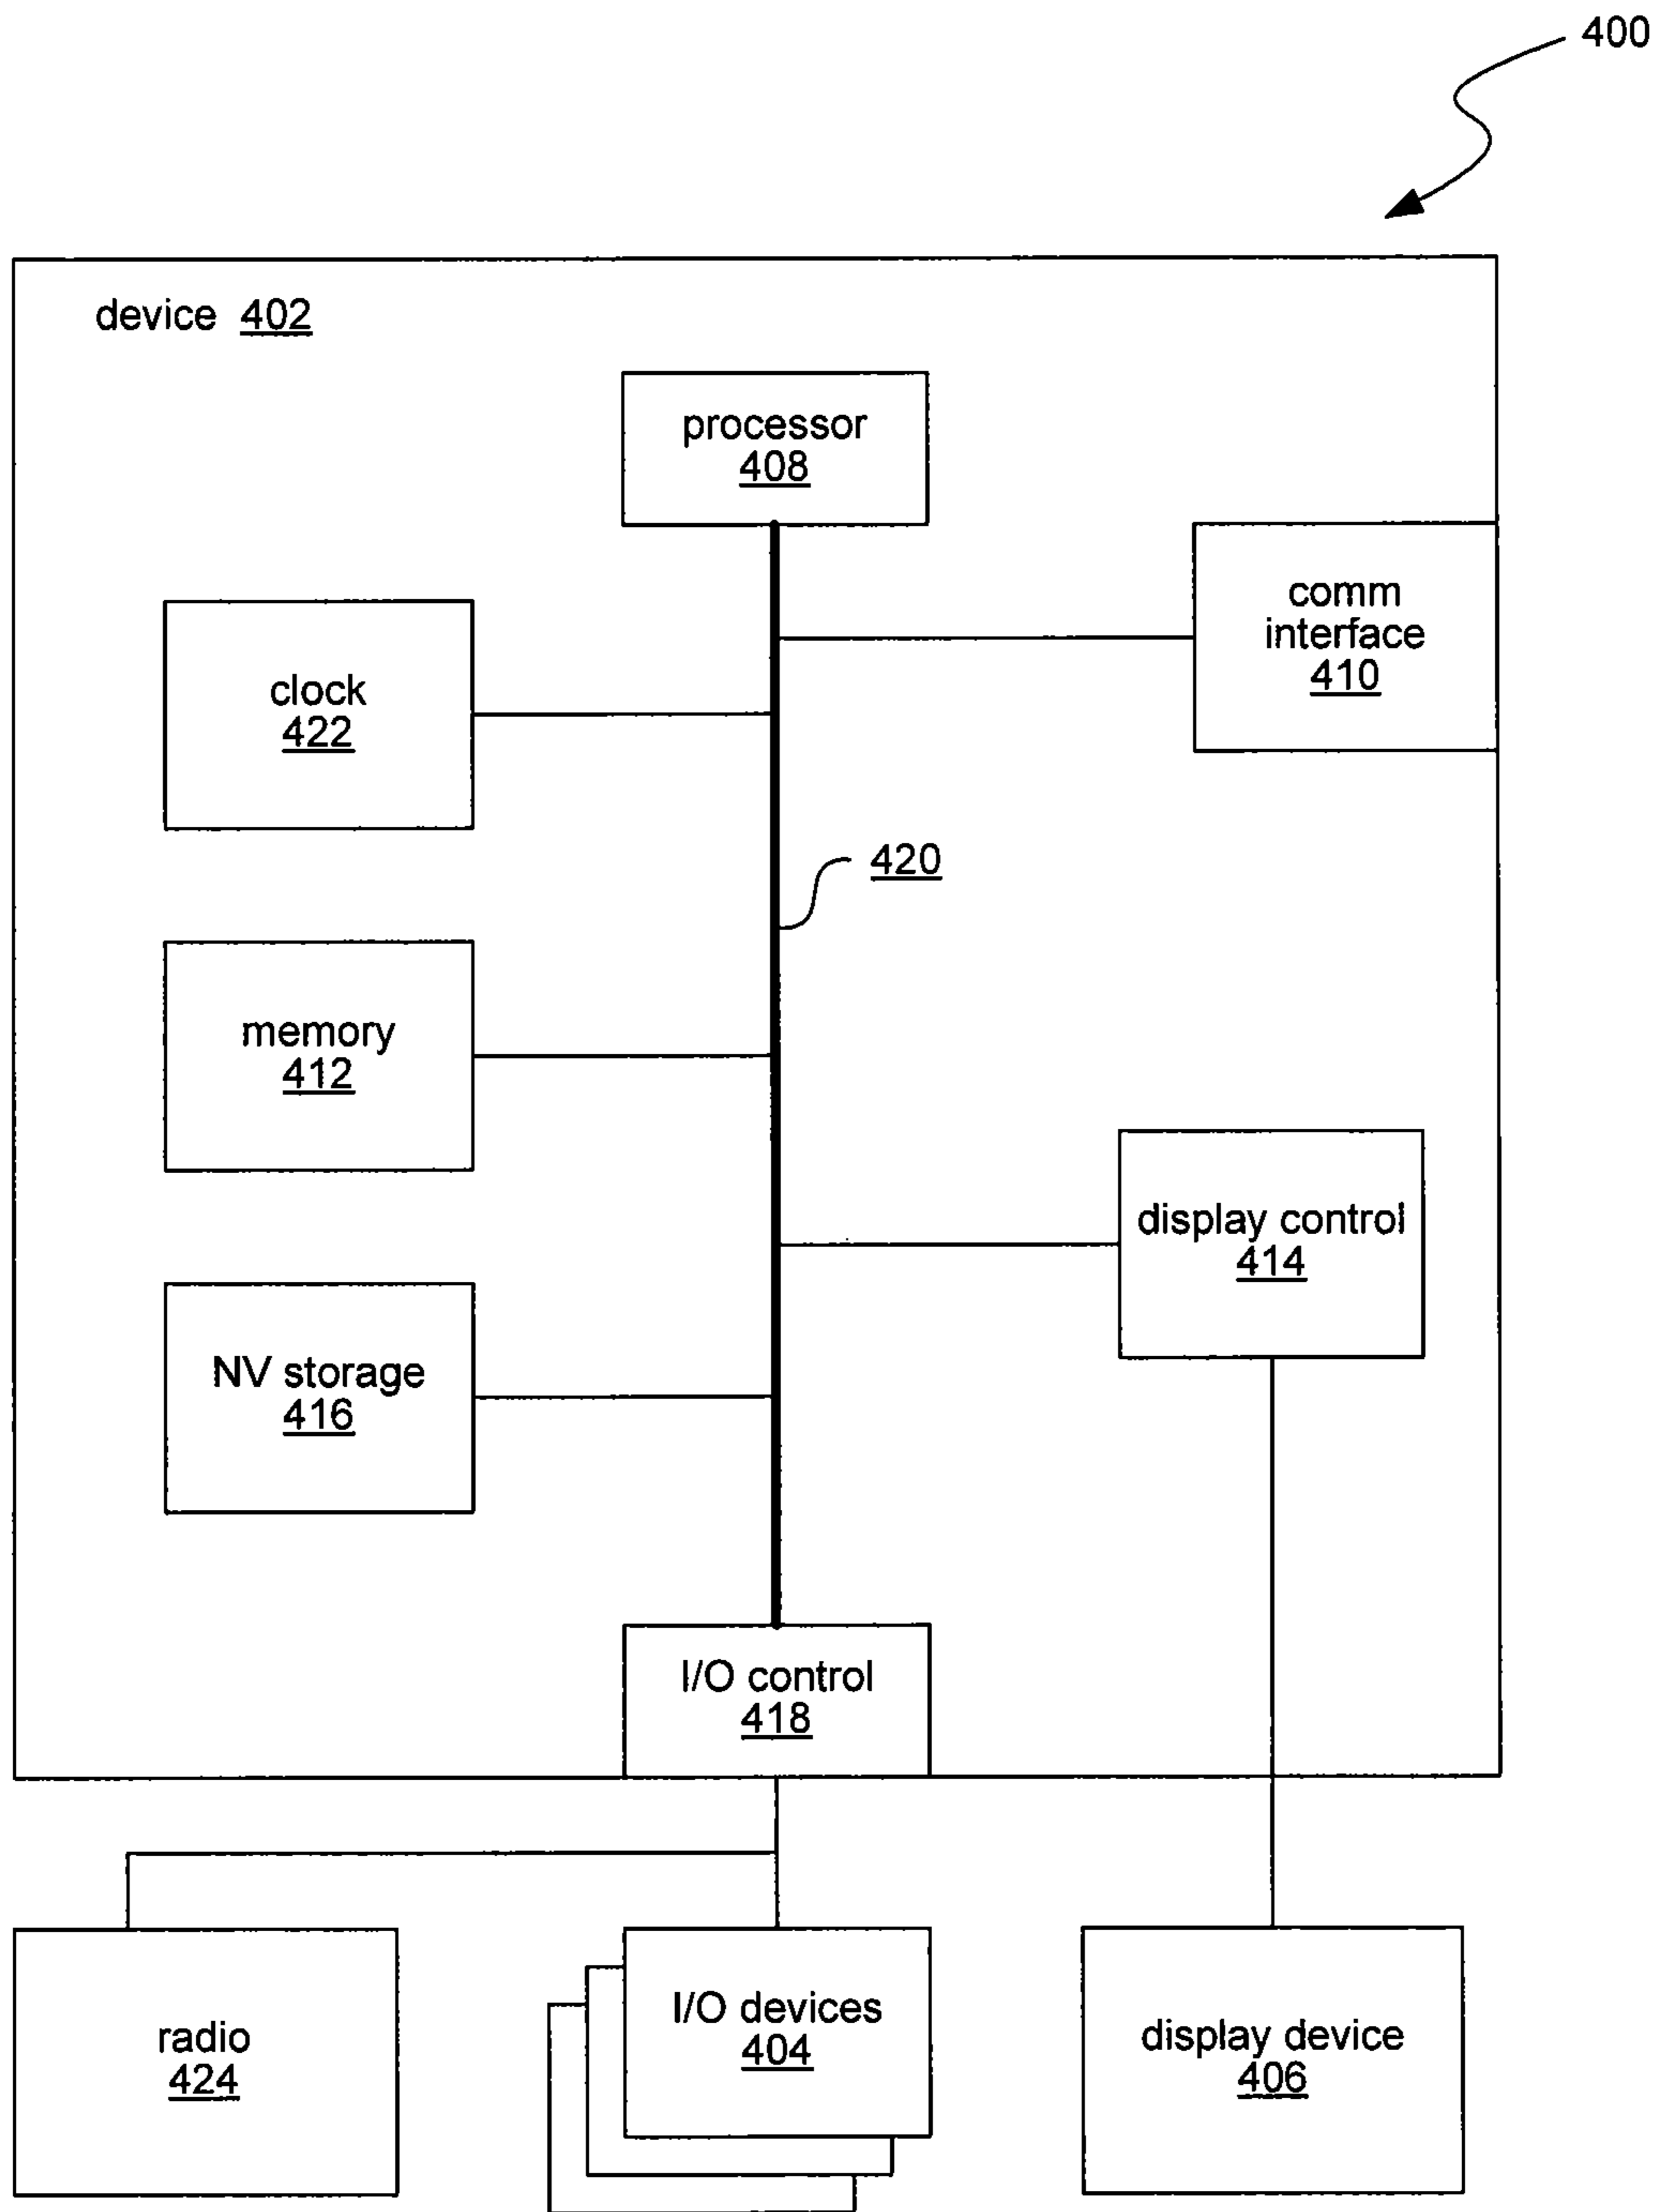 400
device 402
processor
408
comm
interface
410
clock
422
420
memory
412
display control
414
NV storage
416
I/O control
418
radio
424
I/O devices
404
display device
406